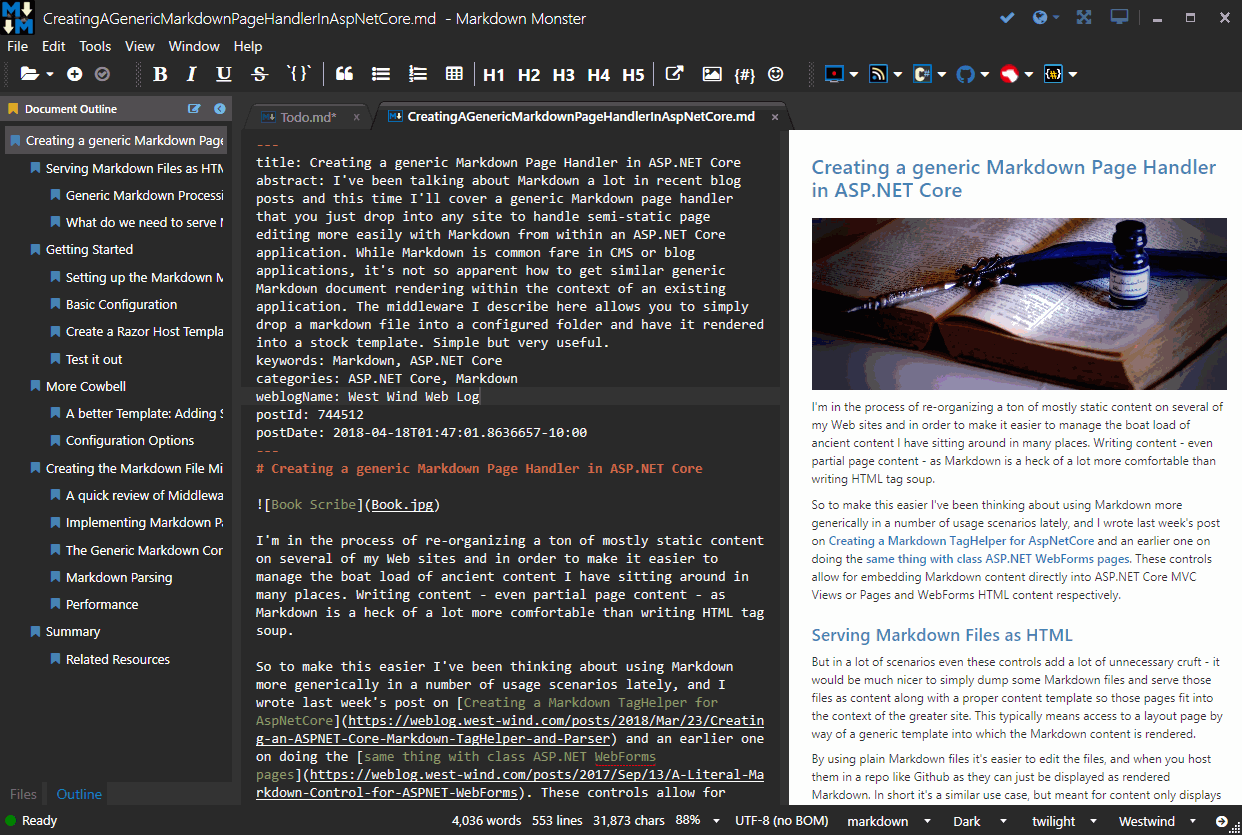 CreatingAGenericMarkdownPageHandlerInAspNetCore.md - Markdown Monster
File Edit Tools View Window Help
B I U S `{}` H1 H2 H3 H4 H5 {#}
Document Outline
Creating a generic Markdown Page
Serving Markdown Files as HTM
Generic Markdown Processi
What do we need to serve M
Getting Started
Setting up the Markdown M
Basic Configuration
Create a Razor Host Templa
Test it out
More Cowbell
A better Template: Adding S
Configuration Options
Creating the Markdown File Mi
A quick review of Middlewa
Implementing Markdown Pa
The Generic Markdown Cor
Markdown Parsing
Performance
Summary
Related Resources
Files Outline
Todo.md* x
CreatingAGenericMarkdownPageHandlerInAspNetCore.md x
---
title: Creating a generic Markdown Page Handler in ASP.NET Core
abstract: I've been talking about Markdown a lot in recent blog
posts and this time I'll cover a generic Markdown page handler
that you just drop into any site to handle semi-static page
editing more easily with Markdown from within an ASP.NET Core
application. While Markdown is common fare in CMS or blog
applications, it's not so apparent how to get similar generic
Markdown document rendering within the context of an existing
application. The middleware I describe here allows you to simply
drop a markdown file into a configured folder and have it rendered
into a stock template. Simple but very useful.
keywords: Markdown, ASP.NET Core
categories: ASP.NET Core, Markdown
weblogName: West Wind Web Log
postId: 744512
postDate: 2018-04-18T01:47:01.8636657-10:00
---
# Creating a generic Markdown Page Handler in ASP.NET Core
![Book Scribe](Book.jpg)
I'm in the process of re-organizing a ton of mostly static content
on several of my Web sites and in order to make it easier to
manage the boat load of ancient content I have sitting around in
many places. Writing content - even partial page content - as
Markdown is a heck of a lot more comfortable than writing HTML tag
soup.
So to make this easier I've been thinking about using Markdown
more generically in a number of usage scenarios lately, and I
wrote last week's post on [Creating a Markdown TagHelper for
AspNetCore](https://weblog.west-wind.com/posts/2018/Mar/23/Creatin
g-an-ASPNET-Core-Markdown-TagHelper-and-Parser) and an earlier one
on doing the [same thing with class ASP.NET WebForms
pages](https://weblog.west-wind.com/posts/2017/Sep/13/A-Literal-Ma
rkdown-Control-for-ASPNET-WebForms). These controls allow for
Creating a generic Markdown Page Handler
in ASP.NET Core
I'm in the process of re-organizing a ton of mostly static content on several of
my Web sites and in order to make it easier to manage the boat load of
ancient content I have sitting around in many places. Writing content - even
partial page content - as Markdown is a heck of a lot more comfortable than
writing HTML tag soup.
So to make this easier I've been thinking about using Markdown more
generically in a number of usage scenarios lately, and I wrote last week's post
on Creating a Markdown TagHelper for AspNetCore and an earlier one on
doing the same thing with class ASP.NET WebForms pages. These controls
allow for embedding Markdown content directly into ASP.NET Core MVC
Views or Pages and WebForms HTML content respectively.
Serving Markdown Files as HTML
But in a lot of scenarios even these controls add a lot of unnecessary cruft - it
would be much nicer to simply dump some Markdown files and serve those
files as content along with a proper content template so those pages fit into
the context of the greater site. This typically means access to a layout page by
way of a generic template into which the Markdown content is rendered.
By using plain Markdown files it's easier to edit the files, and when you host
them in a repo like Github as they can just be displayed as rendered
Markdown. In short it's a similar use case, but meant for content only displays
Ready 4,036 words 553 lines 31,873 chars 88% UTF-8 (no BOM) markdown Dark twilight Westwind